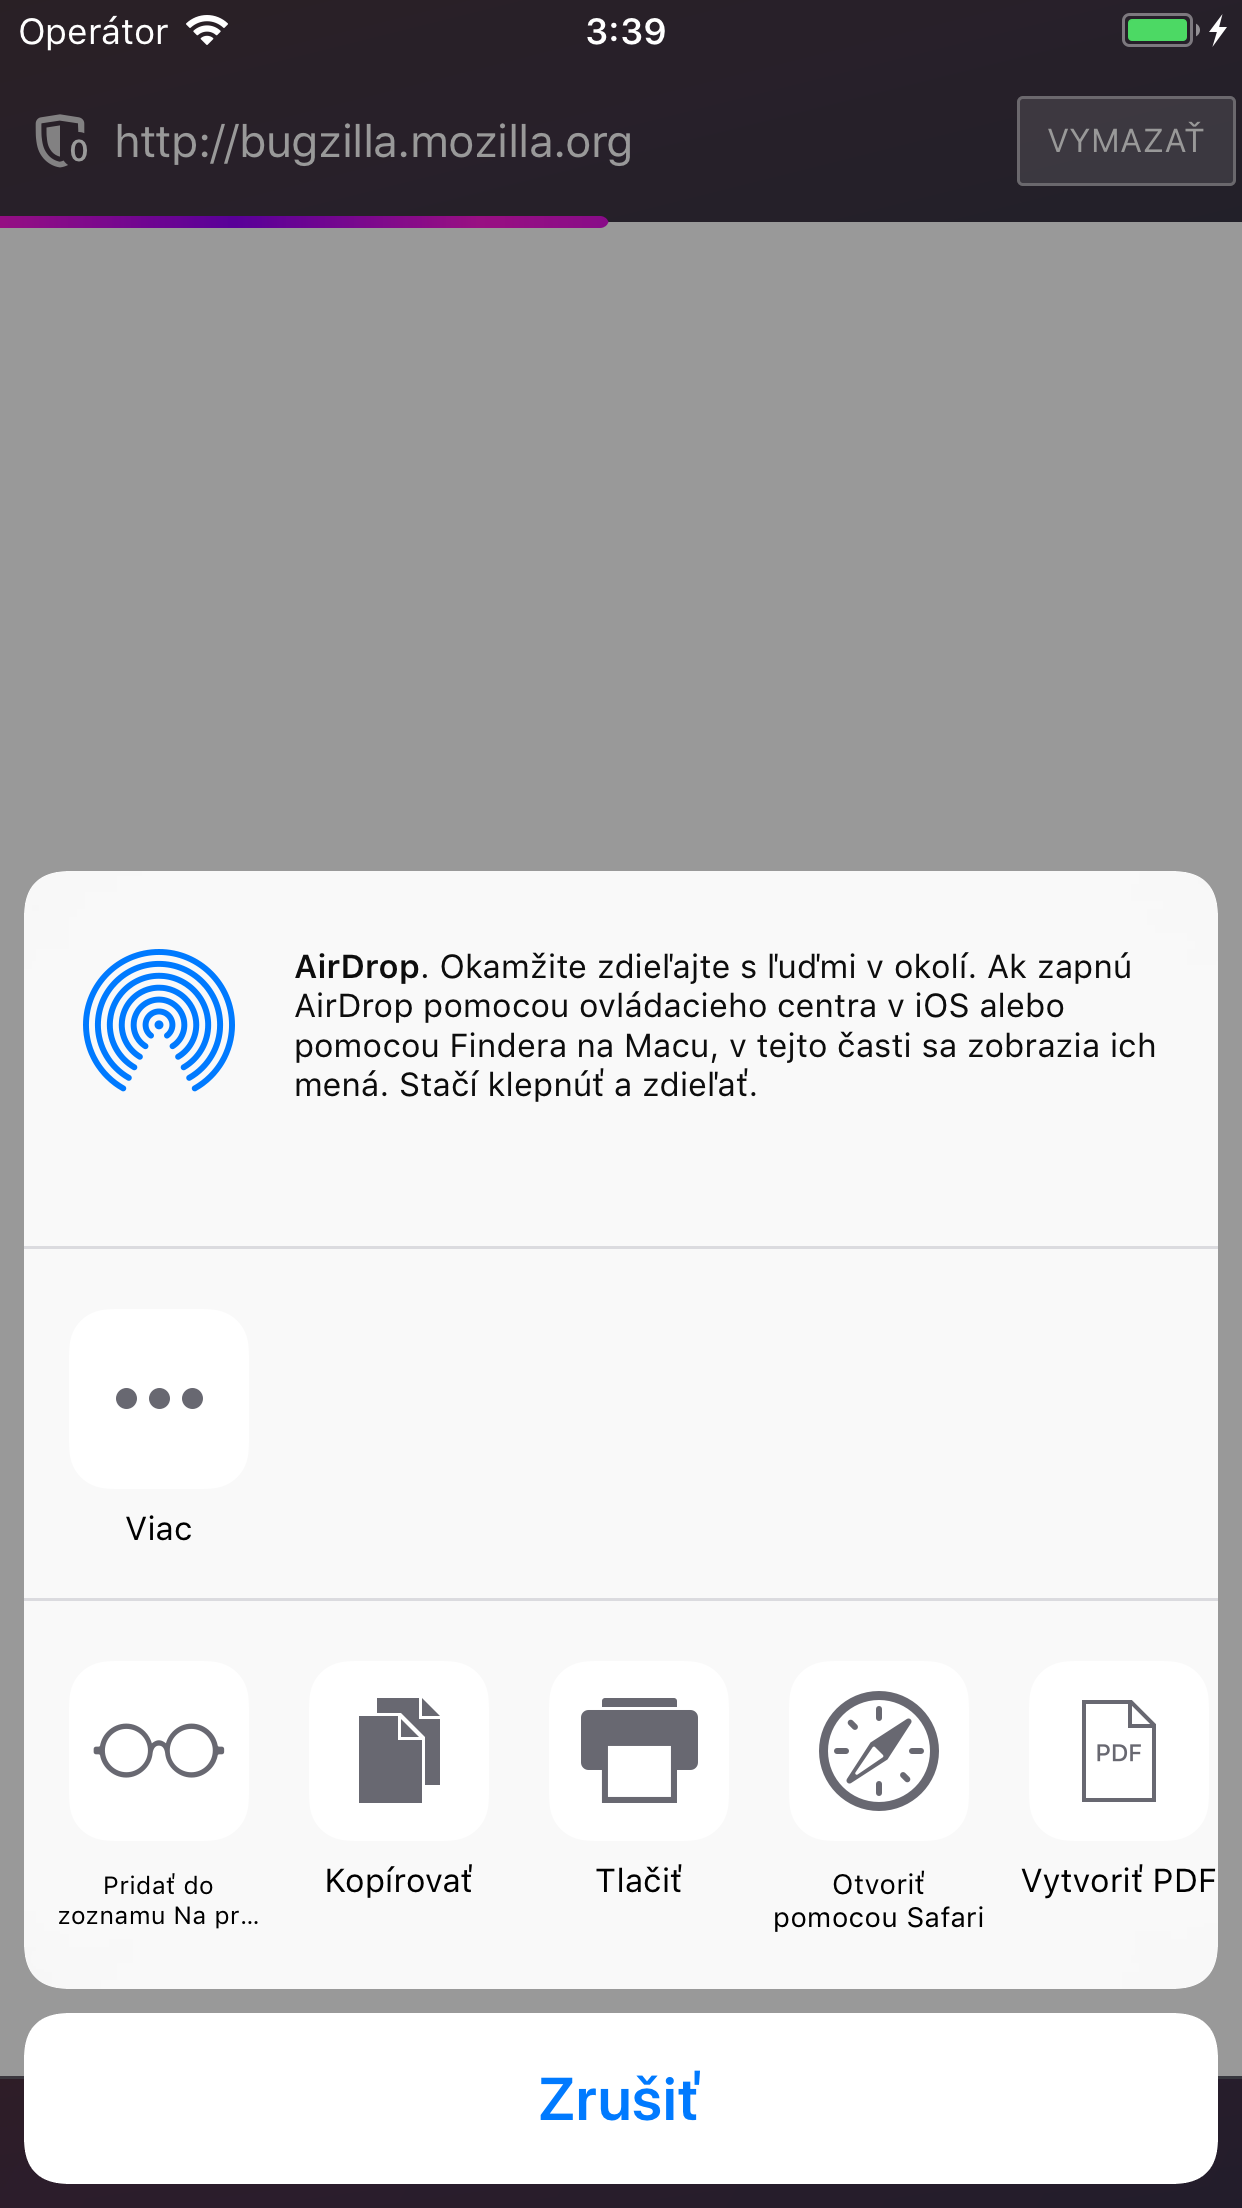 Operátor
3:39
0
http://bugzilla.mozilla.org
VYMAZAŤ
AirDrop. Okamžite zdieľajte s ľuďmi v okolí. Ak zapnú
AirDrop pomocou ovládacieho centra v iOS alebo
pomocou Findera na Macu, v tejto časti sa zobrazia ich
mená. Stačí klepnúť a zdieľať.
Viac
Pridať do
zoznamu Na pr...
Kopírovať
Tlačiť
Otvoriť
pomocou Safari
PDF
Vytvoriť PDF
Zrušiť